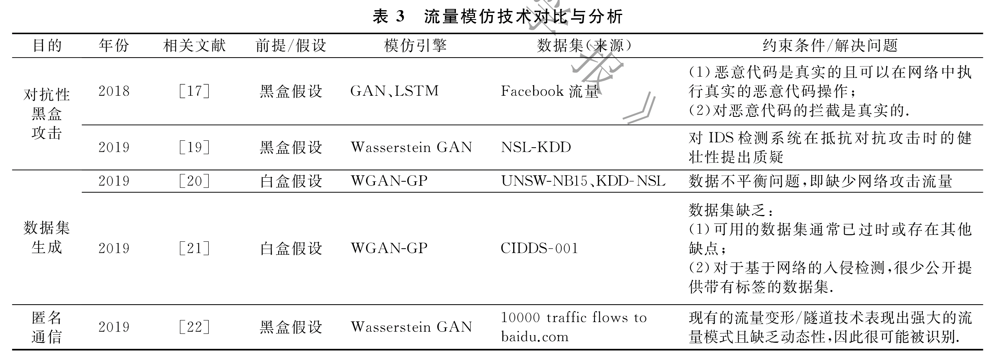 表 3 流量模仿技术对比与分析
目的 年份 相关文献 前提/假设 模仿引擎 数据集(来源) 约束条件/解决问题
对抗性
黑盒
攻击
2018 [17] 黑盒假设 GAN、LSTM Facebook 流量
(1)恶意代码是真实的且可以在网络中执
行真实的恶意代码操作;
(2)对恶意代码的拦截是真实的.
2019 [19] 黑盒假设 Wasserstein GAN NSL-KDD
对 IDS 检测系统在抵抗对抗攻击时的健
壮性提出质疑
数据集
生成
2019 [20] 白盒假设 WGAN-GP UNSW-NB15、KDD-NSL 数据不平衡问题,即缺少网络攻击流量
2019 [21] 白盒假设 WGAN-GP CIDDS-001
数据集缺乏:
(1)可用的数据集通常已过时或存在其他
缺点;
(2)对于基于网络的入侵检测,很少公开提
供带有标签的数据集.
匿名
通信
2019 [22] 黑盒假设 Wasserstein GAN
10000 traffic flows to
baidu.com
现有的流量变形/隧道技术表现出强大的流
量模式且缺乏动态性,因此很可能被识别.
学报》